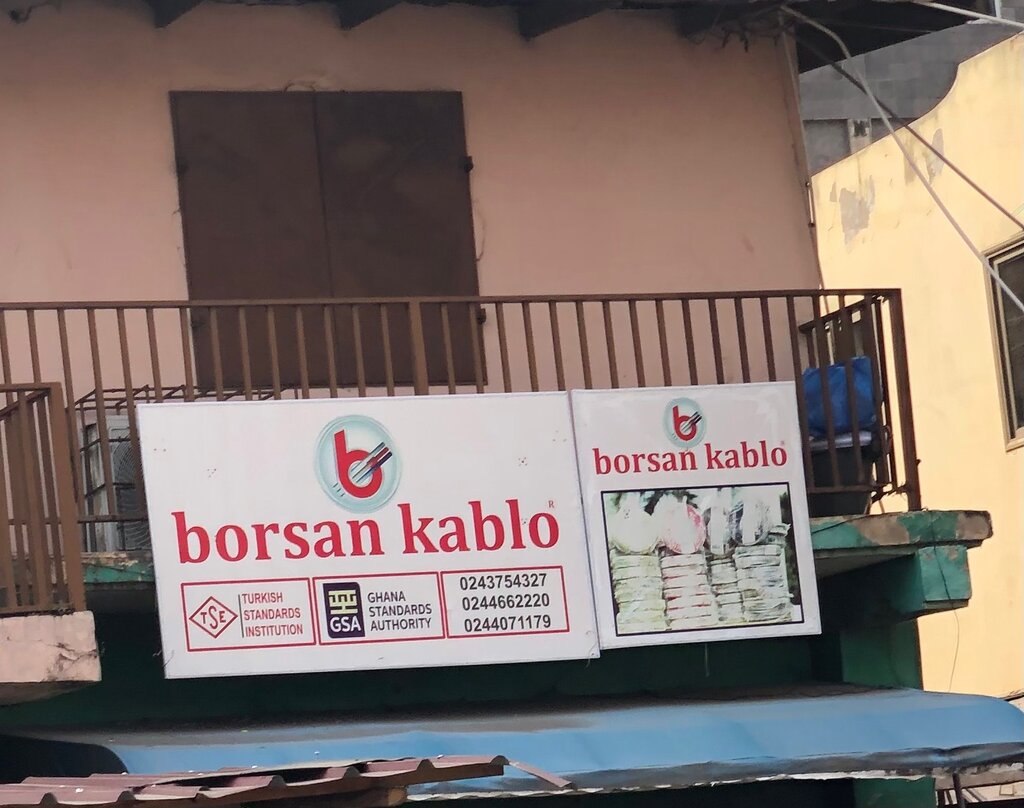 borsan kablo R
TSE
TURKISH
STANDARDS
INSTITUTION
GSA
GHANA
STANDARDS
AUTHORITY
0243754327
0244662220
0244071179
borsan kablo